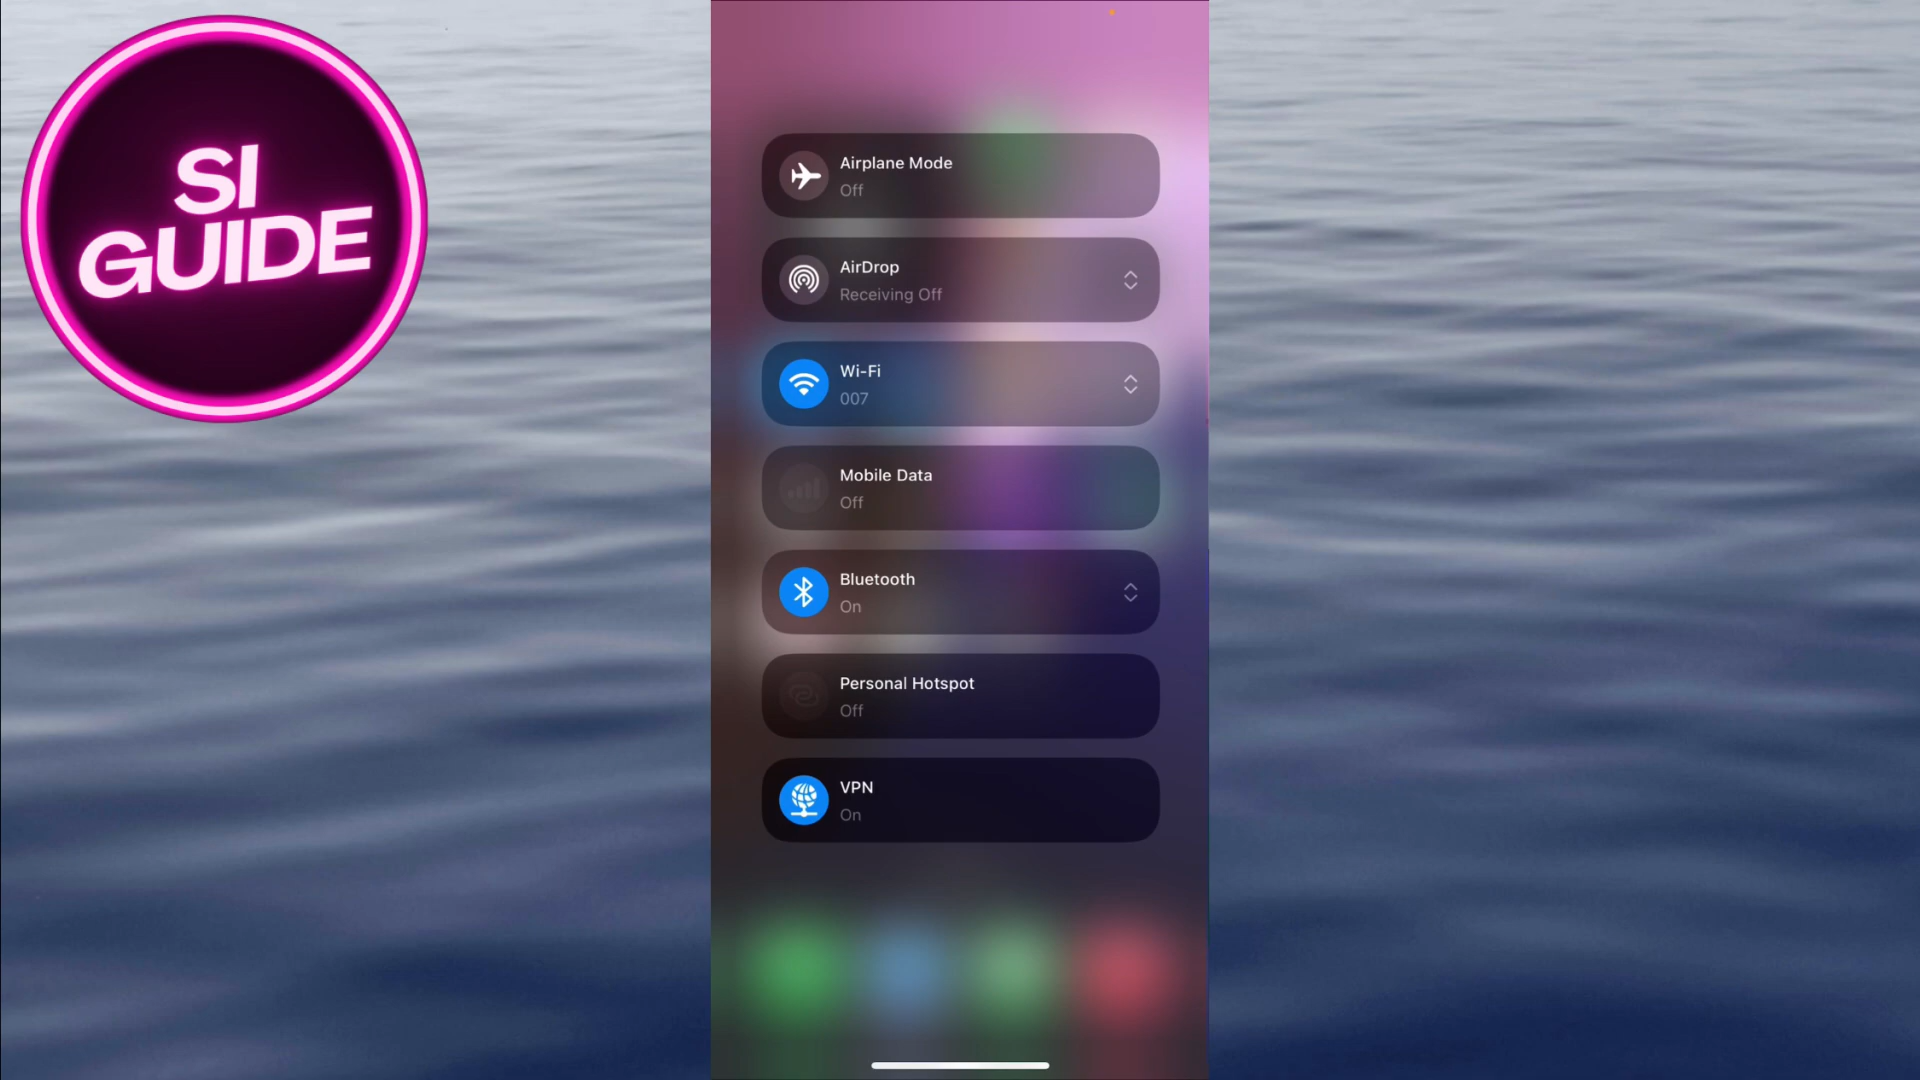 SI
GUIDE
Airplane Mode
Off
AirDrop
Receiving Off
Wi-Fi
007
Mobile Data
Off
Bluetooth
On
Personal Hotspot
Off
VPN
On